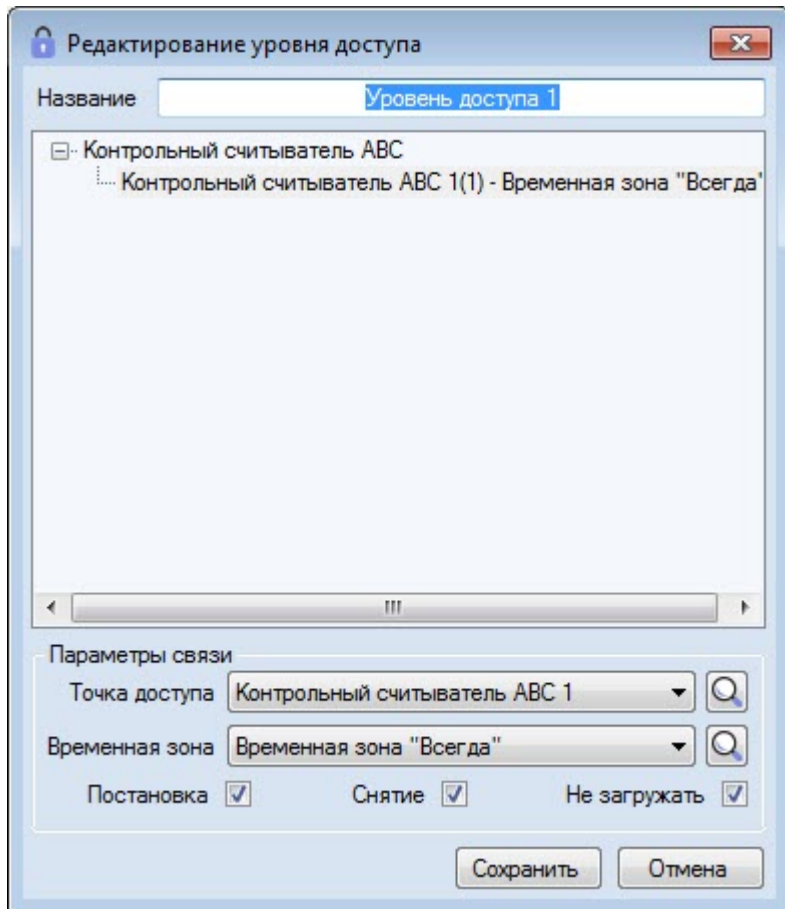 Редактирование уровня доступа
Название Уровень доступа 1
Контрольный считыватель ABC
Контрольный считыватель ABC 1(1) - Временная зона "Всегда"
Параметры связи
Точка доступа Контрольный считыватель ABC 1
Временная зона Временная зона "Всегда"
Постановка Снятие Не загружать
Сохранить Отмена